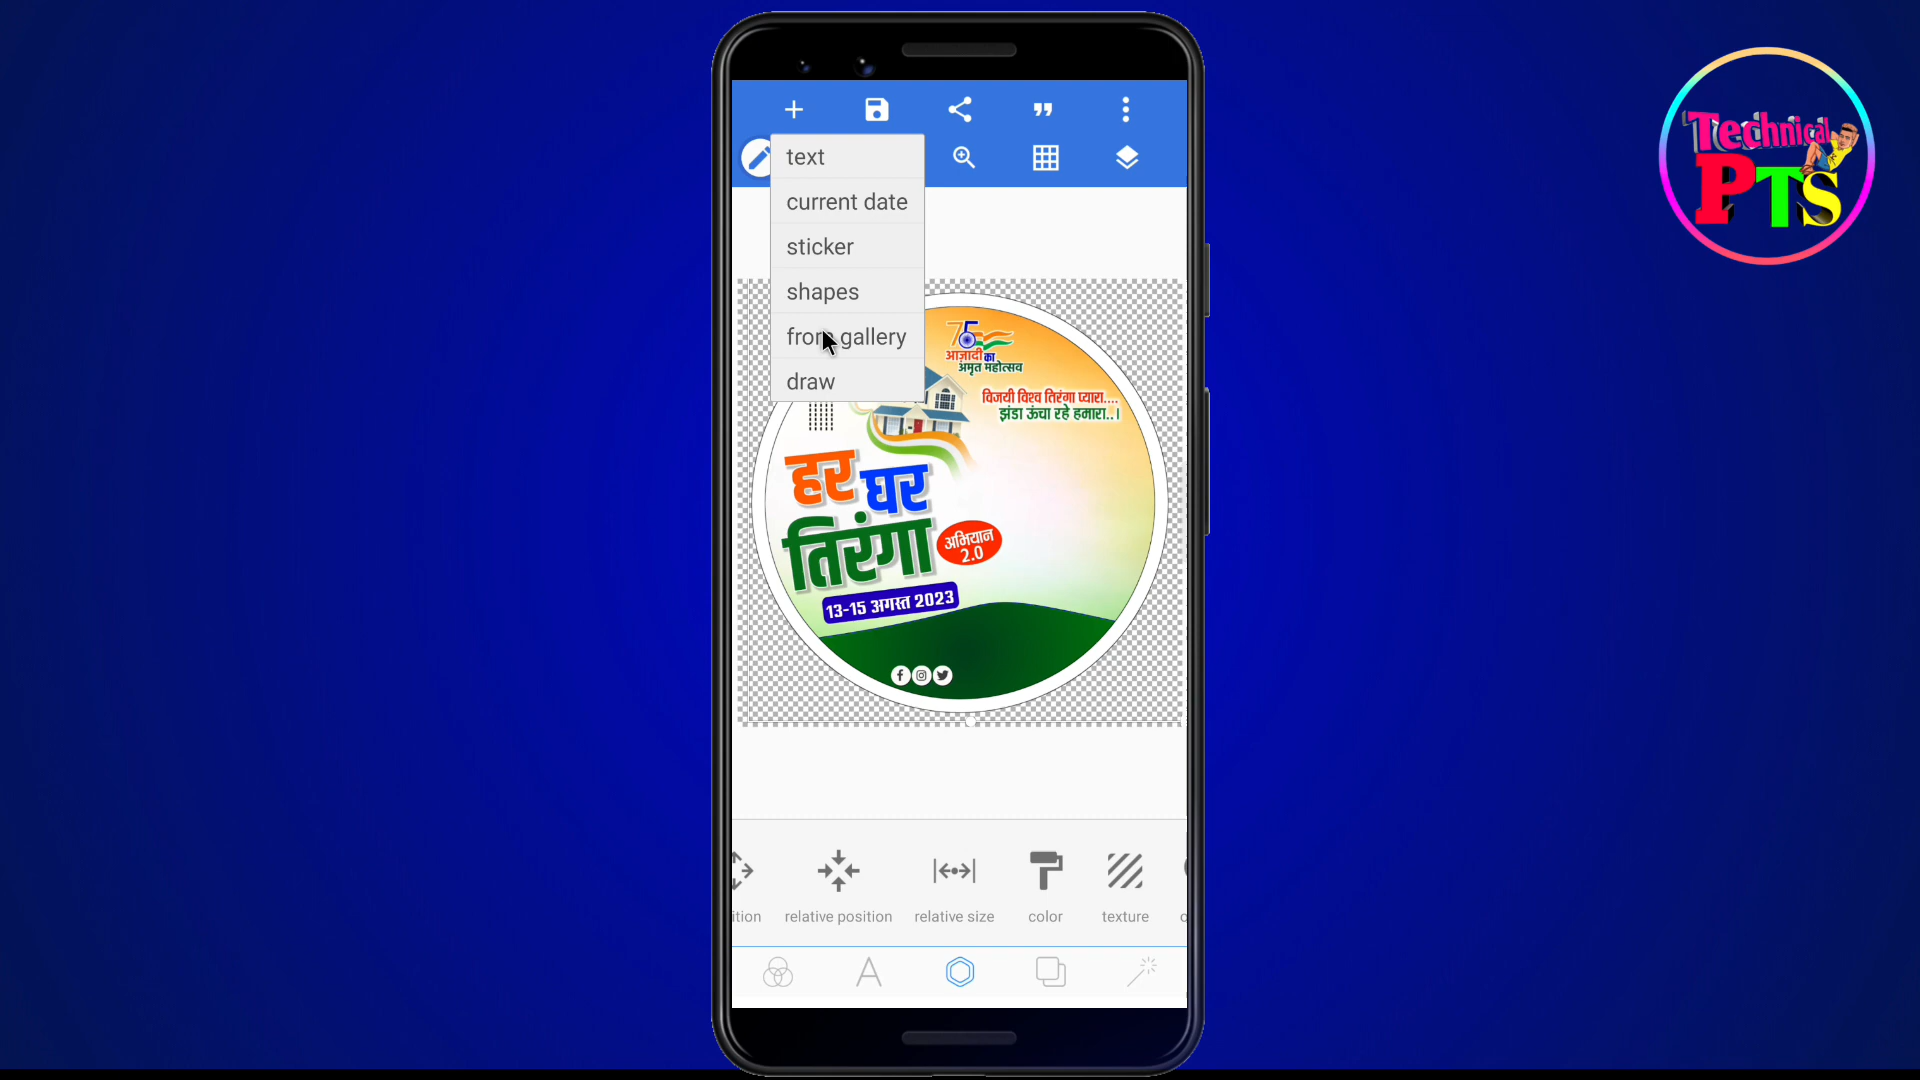 Technical
PTS
text
current date
sticker
shapes
from gallery
draw
75
आज़ादी का
अमृत महोत्सव
विजयी विश्व तिरंगा प्यारा....
झंडा ऊंचा रहे हमारा..।
हर घर
तिरंगा
अभियान
2.0
13-15 अगस्त 2023
ition
relative position
relative size
color
texture
o